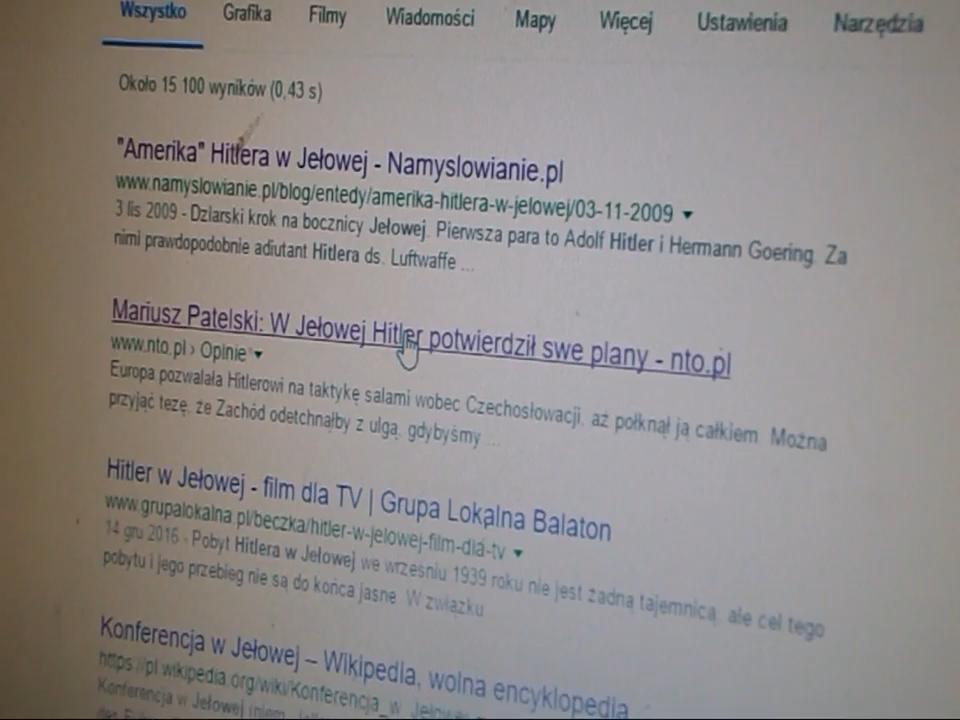 Wszystko Grafika Filmy Wiadomości Mapy Więcej Ustawienia Narzędzia
Około 15 100 wyników (0,43 s)
"Amerika" Hitlera w Jełowej - Namyslowianie.pl
www.namyslowianie.pl/blog/entedy/amerika-hitlera-w-jelowej/03-11-2009
3 lis 2009 - Dziarski krok na bocznicy Jełowej. Pierwsza para to Adolf Hitler i Hermann Goering. Za
nimi prawdopodobnie adiutant Hitlera ds. Luftwaffe ...
Mariusz Patelski: W Jełowej Hitler potwierdził swe plany - nto.pl
www.nto.pl › Opinie
Europa pozwalała Hitlerowi na taktykę salami wobec Czechosłowacji, aż połknął ją całkiem. Można
przyjąć tezę, że Zachód odetchnąłby z ulgą, gdybyśmy ...
Hitler w Jełowej - film dla TV | Grupa Lokalna Balaton
www.grupalokalna.pl/beczka/hitler-w-jelowej-film-dla-tv
14 gru 2016 - Pobyt Hitlera w Jełowej we wrześniu 1939 roku nie jest żadną tajemnicą, ale cel tego
pobytu i jego przebieg nie są do końca jasne. W związku
Konferencja w Jełowej – Wikipedia, wolna encyklopedia
https://pl.wikipedia.org/wiki/Konferencja_w_Jełowej
Konferencja w Jełowej (niem.